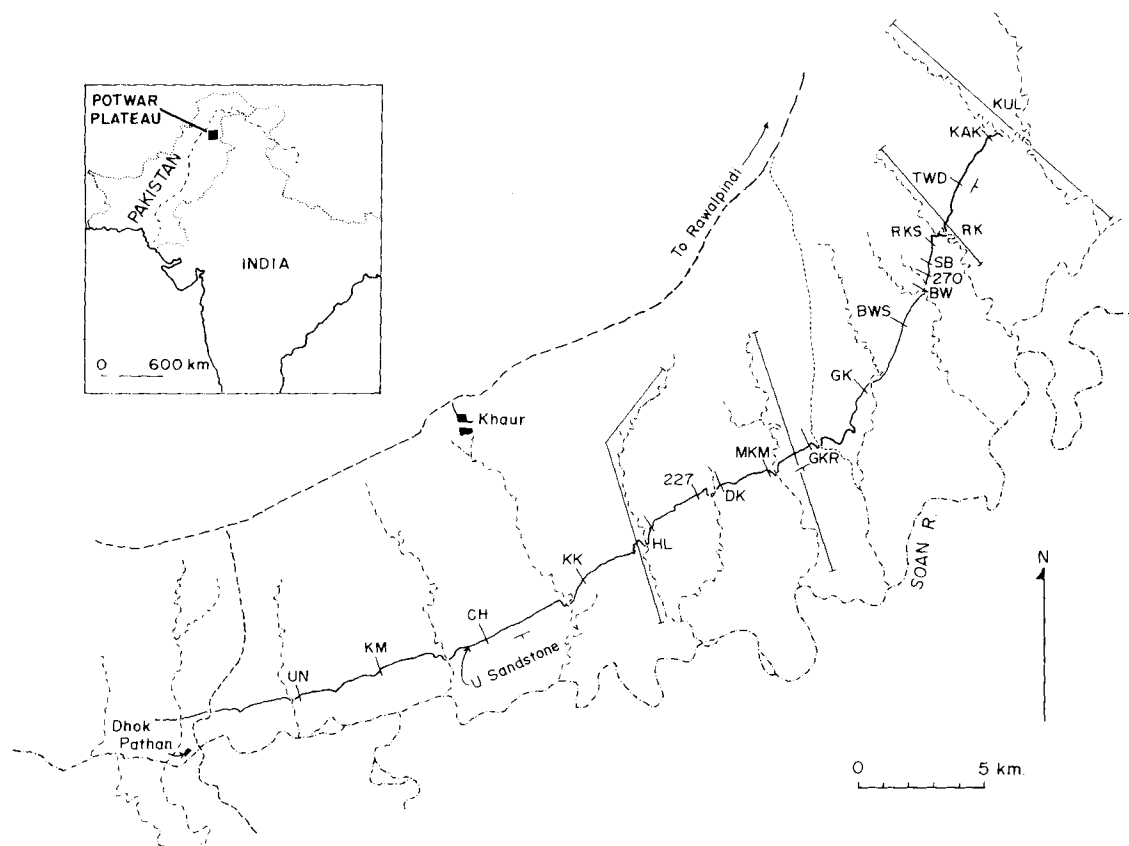 POTWAR
PLATEAU
PAKISTAN
INDIA
0 600 km
To Rawalpindi
KUL
KAK
TWD
RKS
RK
SB
270
BW
BWS
GK
Khaur
MKM
GKR
227
DK
HL
SOAN R.
KK
N
CH
U Sandstone
KM
UN
Dhok
Pathan
0 5 km.